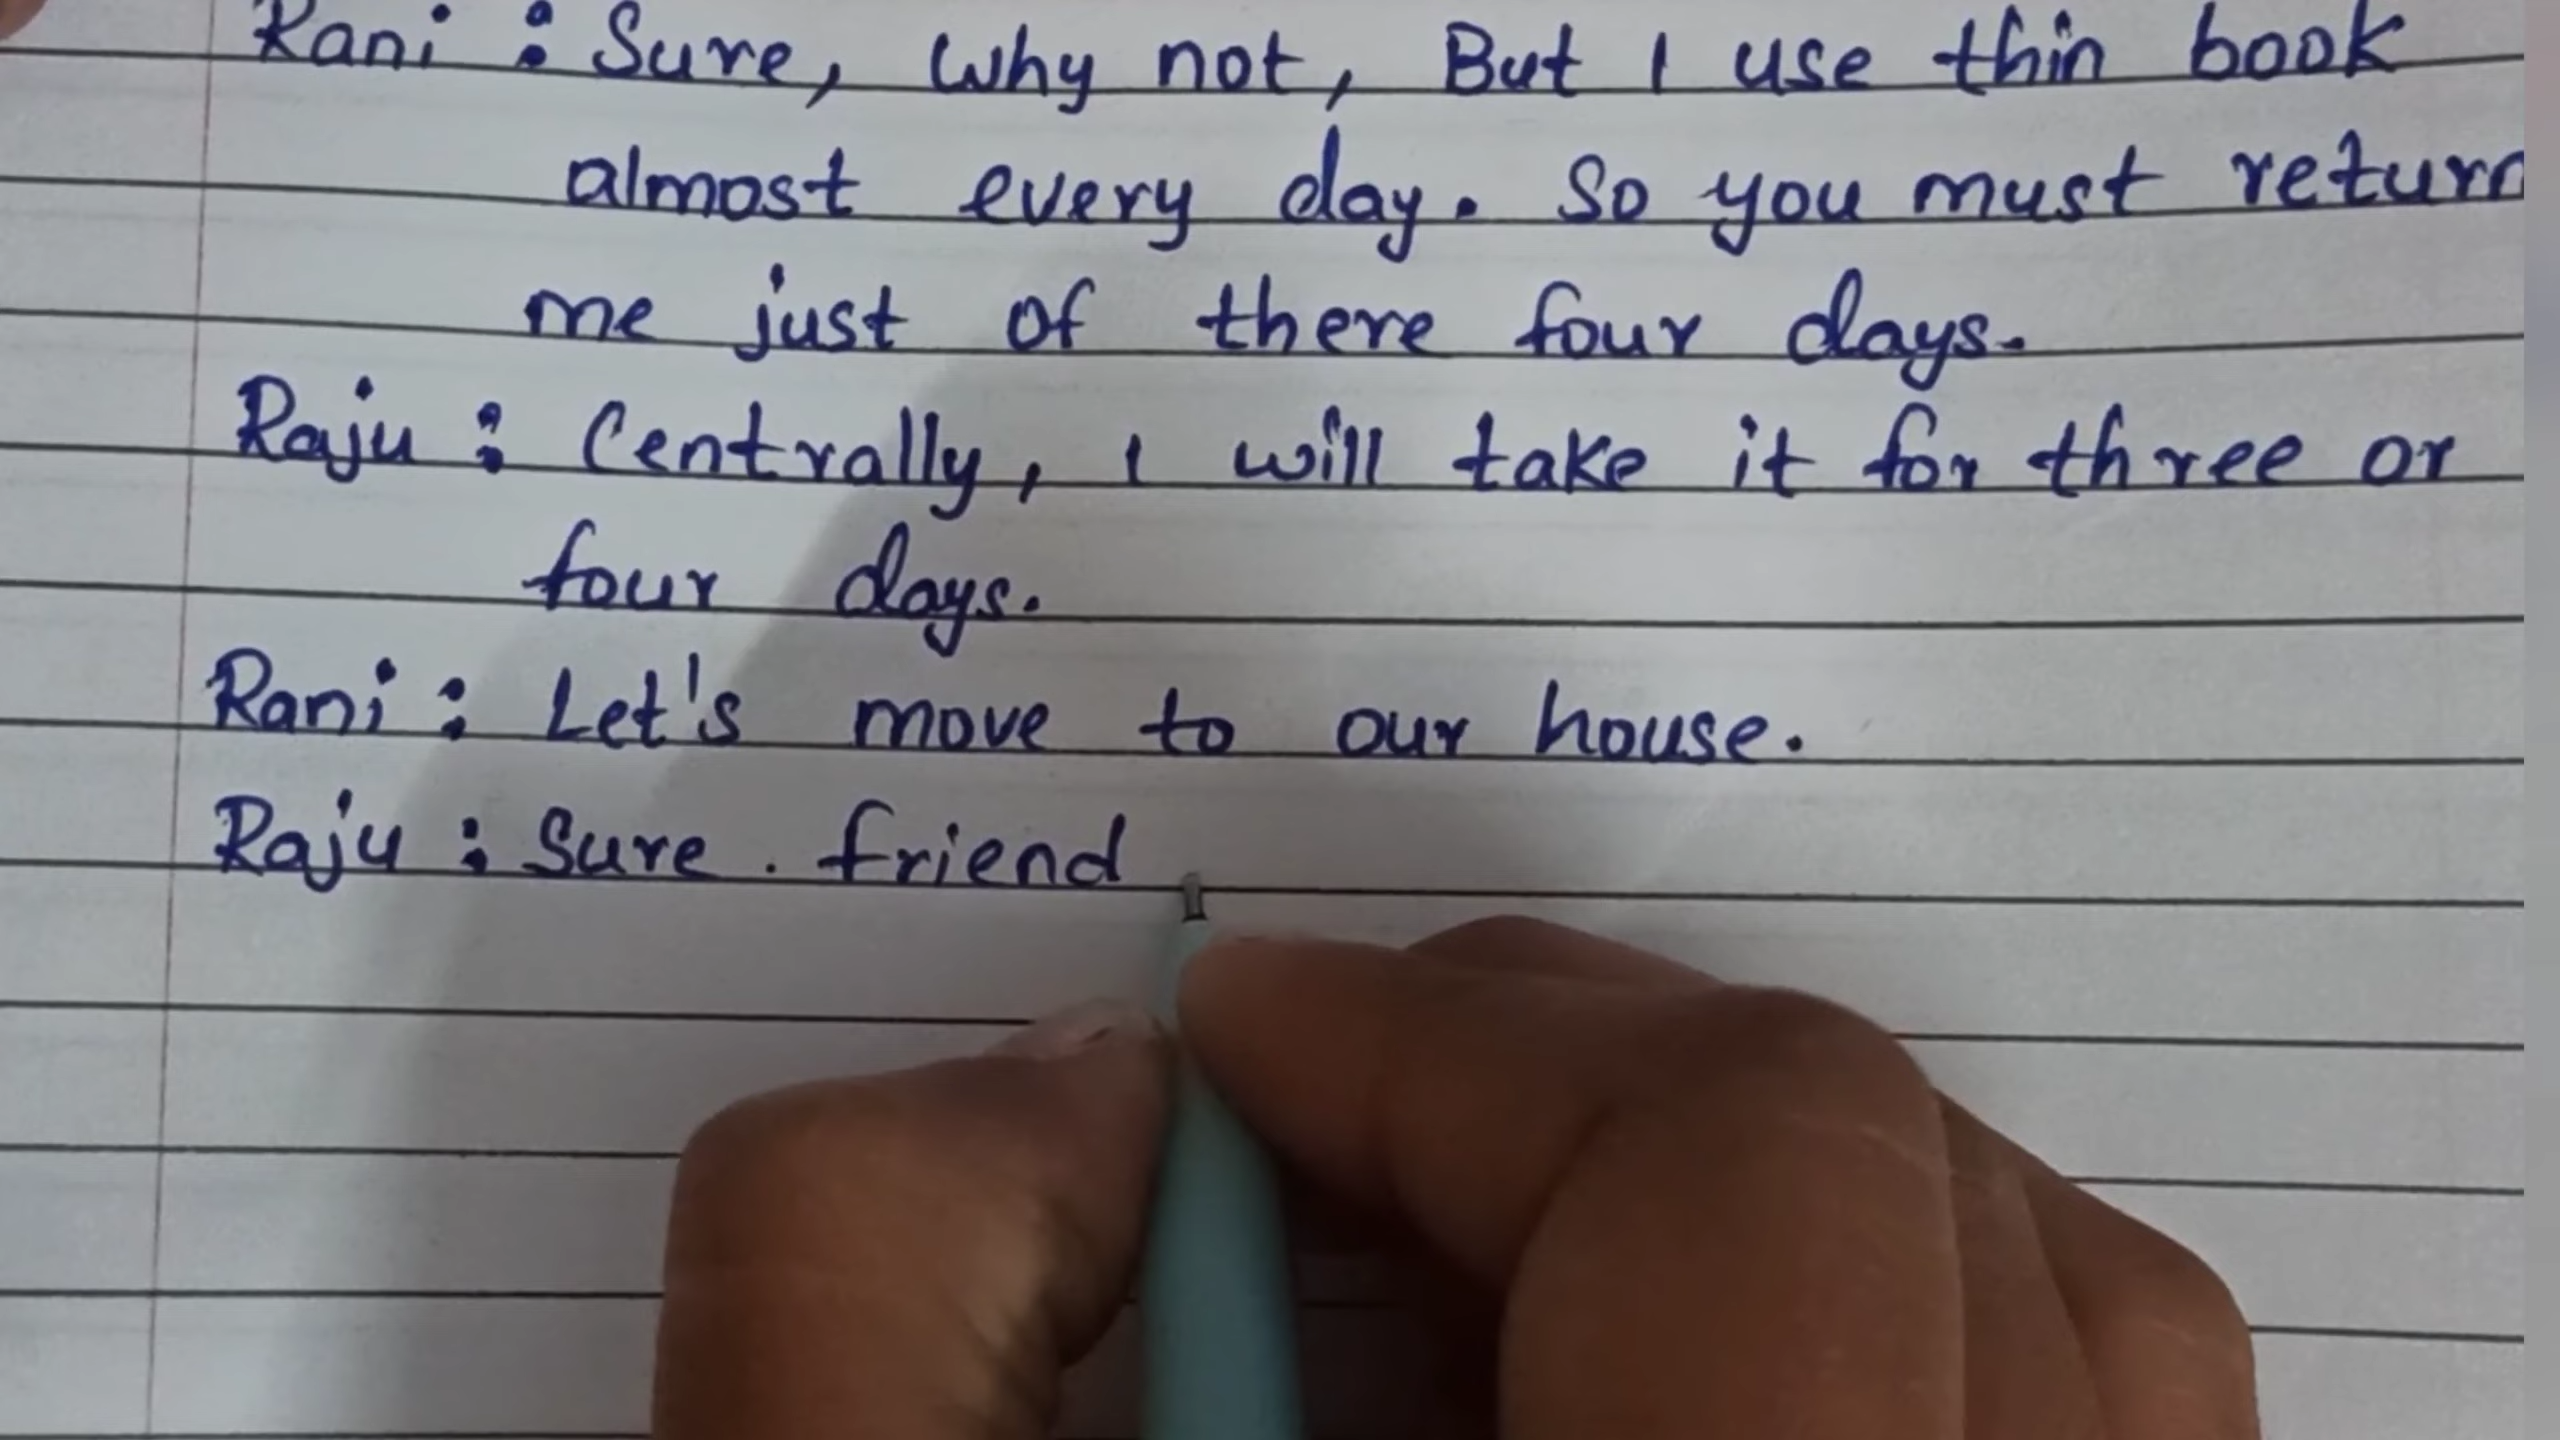 Rani : Sure, Why not, But I use thin book
almost every day. So you must return
me just of there four days.
Raju : Centrally, I will take it for three or
four days.
Rani : Let's move to our house.
Raju : Sure . friend